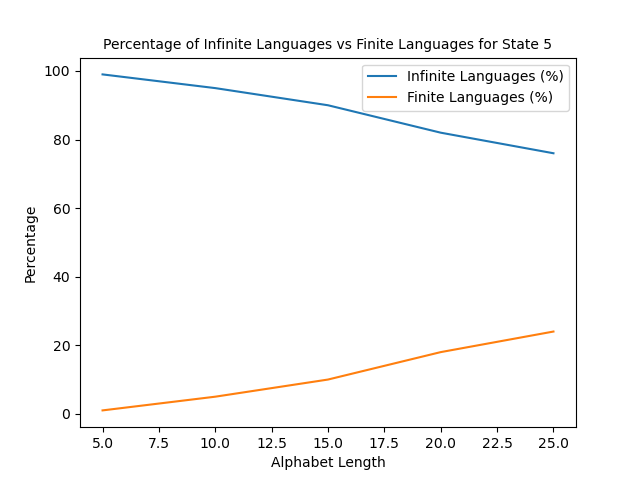 Percentage of Infinite Languages vs Finite Languages for State 5
Infinite Languages (%)
Finite Languages (%)
Percentage
100
80
60
40
20
0
5.0 7.5 10.0 12.5 15.0 17.5 20.0 22.5 25.0
Alphabet Length